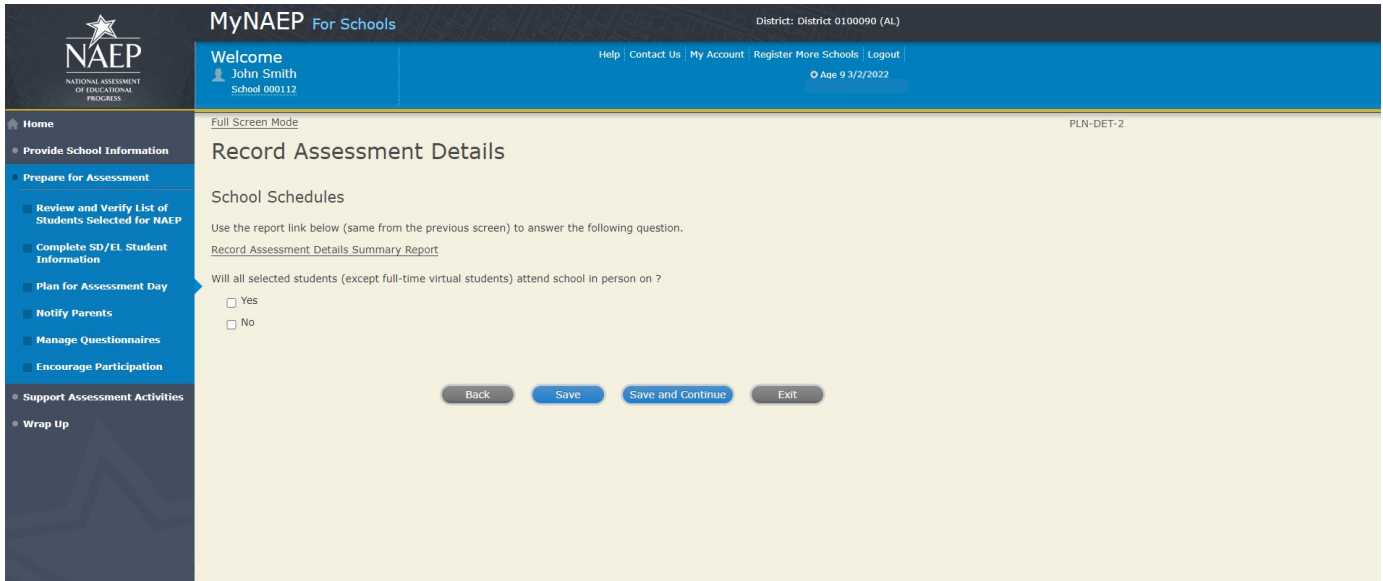 NAEP
NATIONAL ASSESSMENT
OF EDUCATIONAL
PROGRESS
MyNAEP For Schools
District: District 0100090 (AL)
Welcome
John Smith
School 000112
Help Contact Us My Account Register More Schools Logout
Age 9 3/2/2022
Home
Provide School Information
Prepare for Assessment
Review and Verify List of
Students Selected for NAEP
Complete SD/EL Student
Information
Plan for Assessment Day
Notify Parents
Manage Questionnaires
Encourage Participation
Support Assessment Activities
Wrap Up
Full Screen Mode
PLN-DET-2
Record Assessment Details
School Schedules
Use the report link below (same from the previous screen) to answer the following question.
Record Assessment Details Summary Report
Will all selected students (except full-time virtual students) attend school in person on ?
Yes
No
Back Save Save and Continue Exit